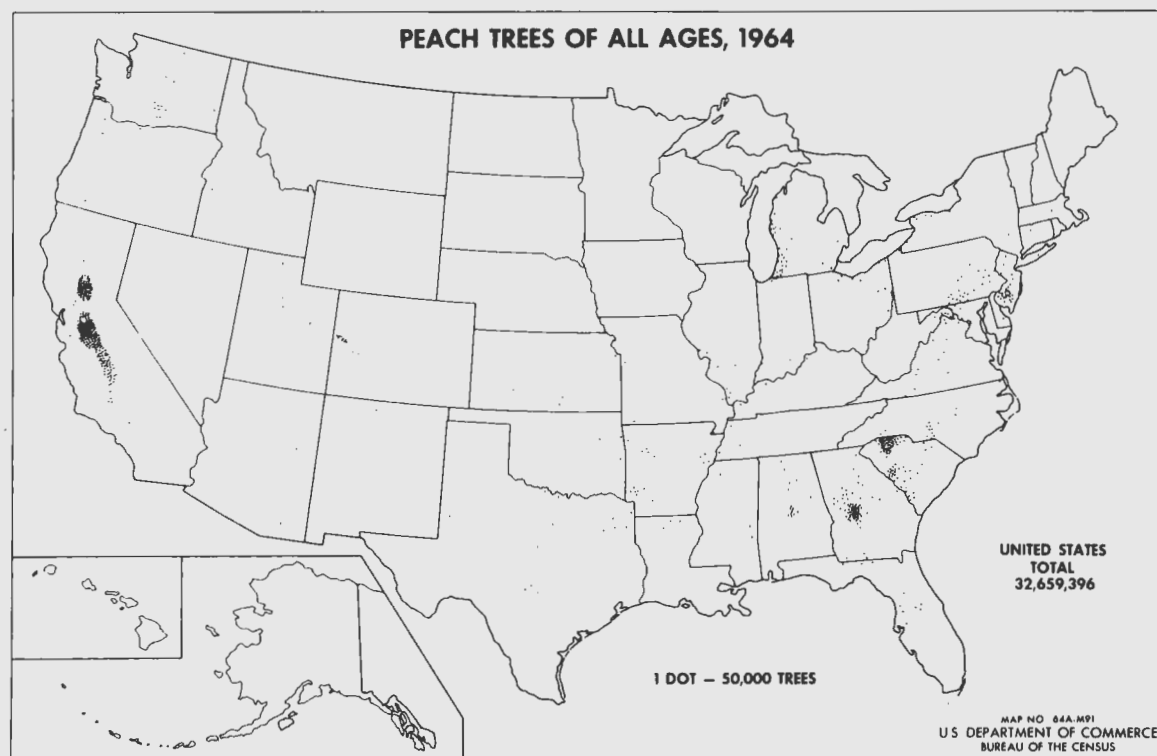 PEACH TREES OF ALL AGES, 1964
UNITED STATES
TOTAL
32,659,396
1 DOT — 50,000 TREES
MAP NO 64A-M91
U S DEPARTMENT OF COMMERCE
BUREAU OF THE CENSUS